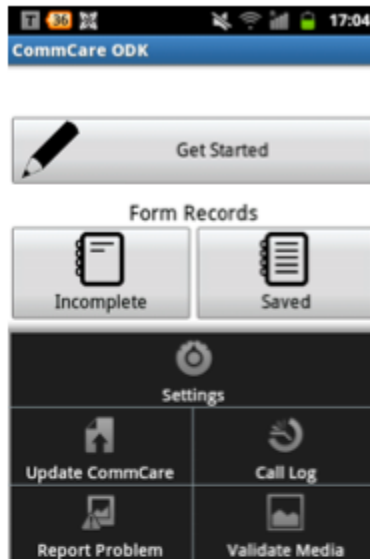 T 36 17:04
CommCare ODK
Get Started
Form Records
Incomplete Saved
Settings
Update CommCare Call Log
Report Problem Validate Media